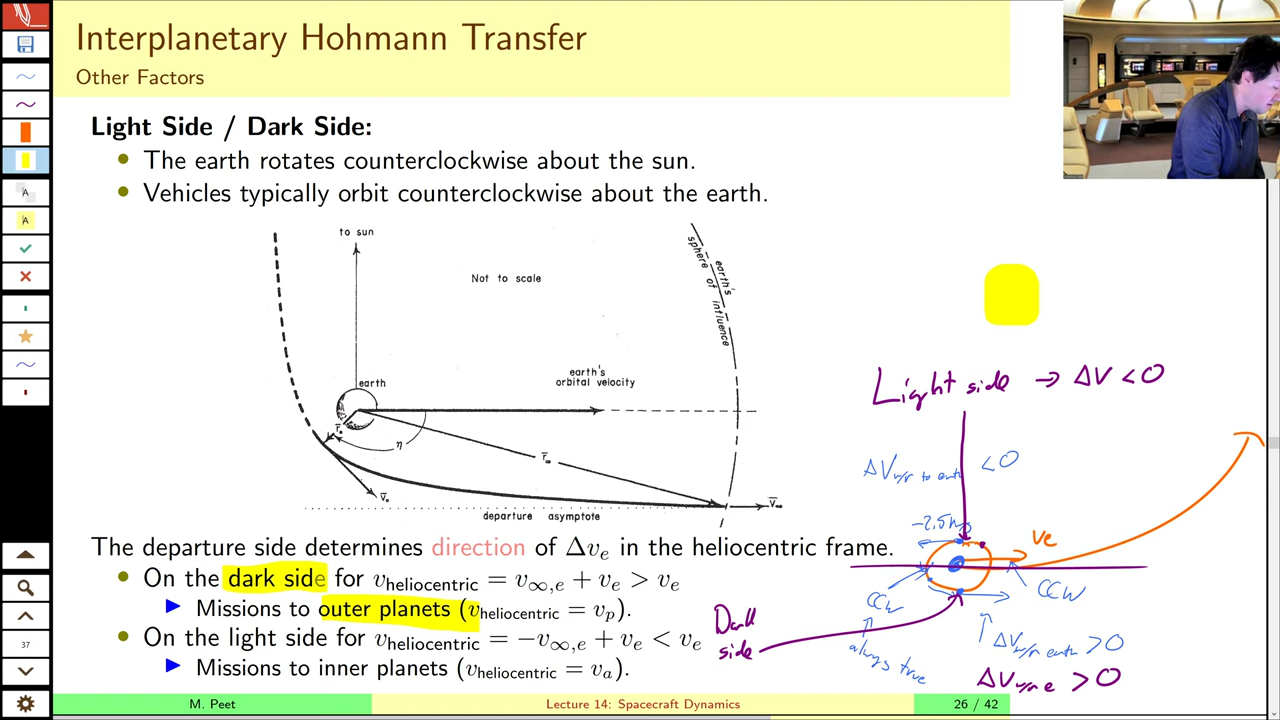 Interplanetary Hohmann Transfer
Other Factors
Light Side / Dark Side:
The earth rotates counterclockwise about the sun.
Vehicles typically orbit counterclockwise about the earth.
to sun
Not to scale
earth's
sphere of influence
earth's
orbital velocity
earth
r̄₀
η
r̄∞
v̄₀
v̄∞
departure asymptote
The departure side determines direction of Δvₑ in the heliocentric frame.
On the dark side for v_heliocentric = v_∞,e + v_e > v_e
Missions to outer planets (v_heliocentric = v_p).
On the light side for v_heliocentric = −v_∞,e + v_e < v_e
Missions to inner planets (v_heliocentric = v_a).
Light side → ΔV < 0
ΔV w/r to earth < 0
ve
CCW
CCW
always true
Dark
side
ΔV w/r earth > 0
ΔV w/r e > 0
A
A
37
M. Peet
Lecture 14: Spacecraft Dynamics
26 / 42